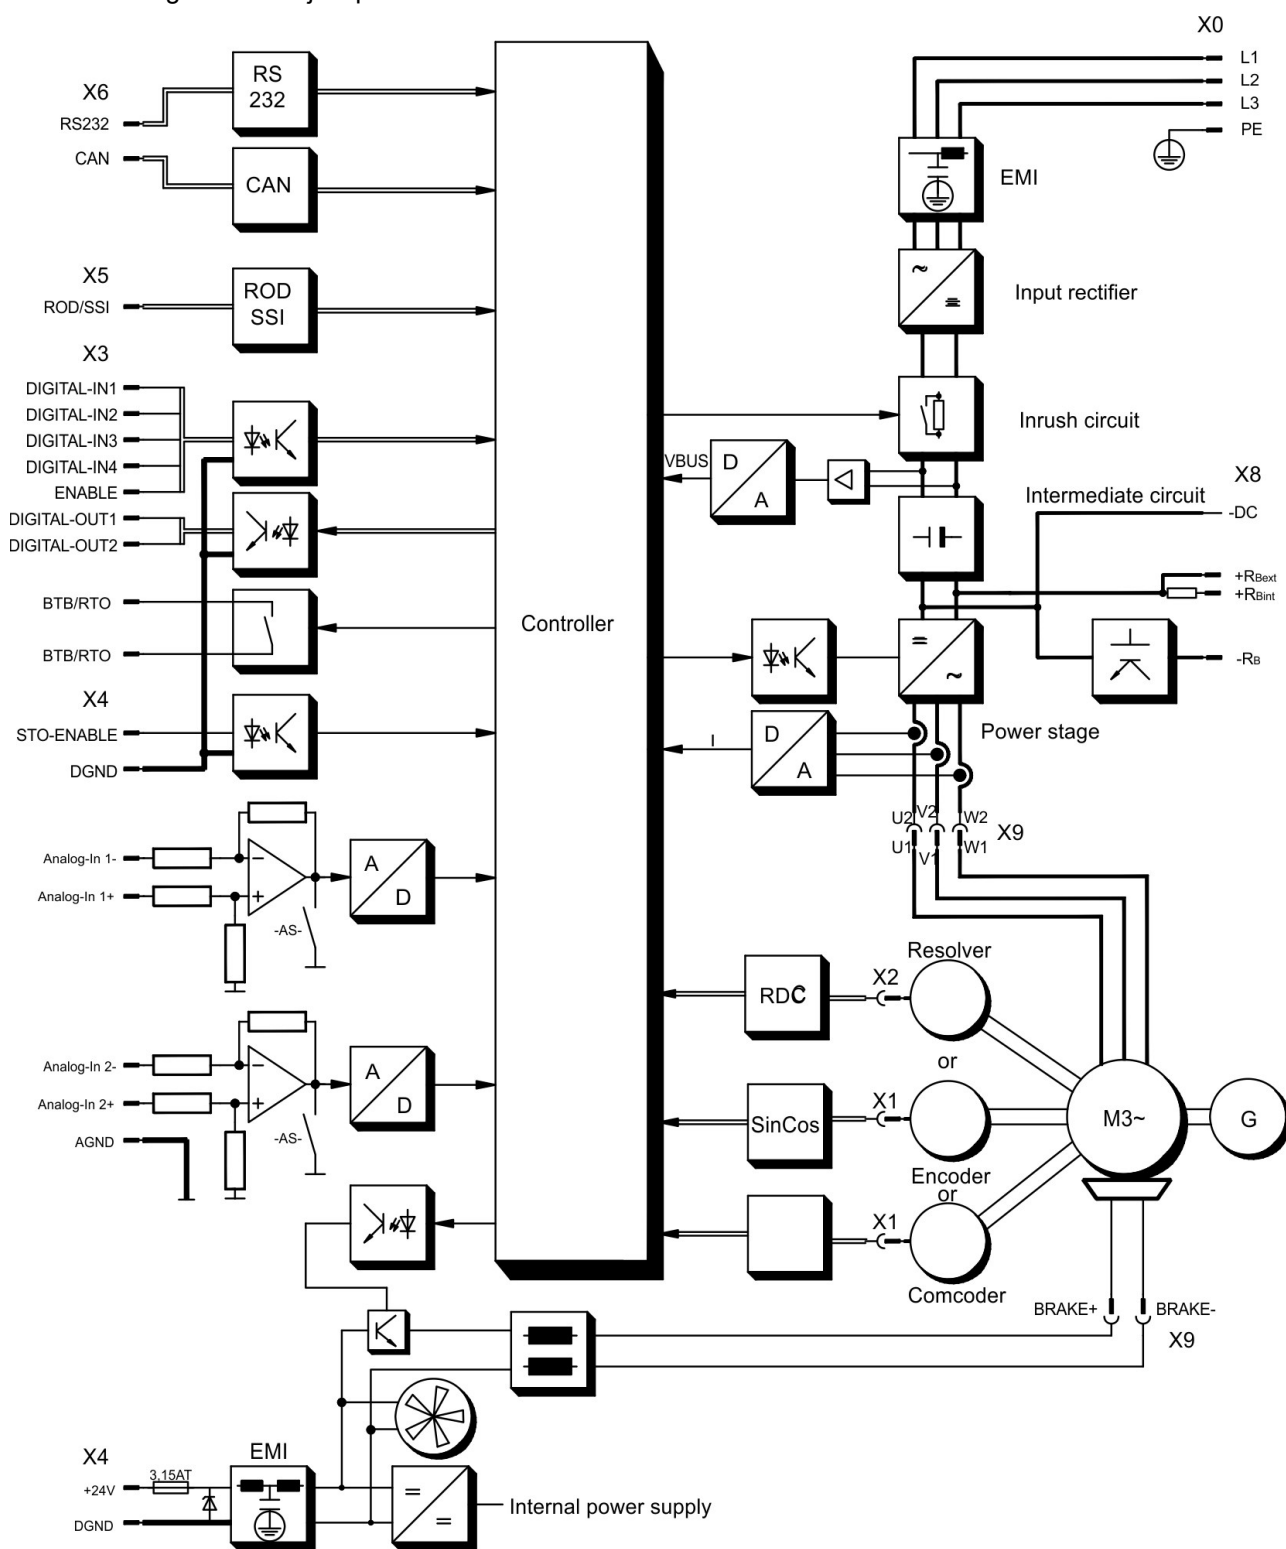 X0
L1
L2
L3
PE
X6
RS232
CAN
RS
232
CAN
EMI
X5
ROD/SSI
ROD
SSI
Input rectifier
X3
DIGITAL-IN1
DIGITAL-IN2
DIGITAL-IN3
DIGITAL-IN4
ENABLE
DIGITAL-OUT1
DIGITAL-OUT2
BTB/RTO
BTB/RTO
X4
STO-ENABLE
DGND
Controller
Inrush circuit
VBUS
D
A
X8
Intermediate circuit
-DC
+RBext
+RBint
-RB
Power stage
I
D
A
U2
V2
W2
X9
U1
V1
W1
Analog-In 1-
Analog-In 1+
-AS-
A
D
Resolver
RDC
X2
or
Analog-In 2-
Analog-In 2+
AGND
-AS-
A
D
SinCos
X1
Encoder
or
M3~
G
X1
Comcoder
BRAKE+
BRAKE-
X9
X4
3,15AT
+24V
DGND
EMI
Internal power supply